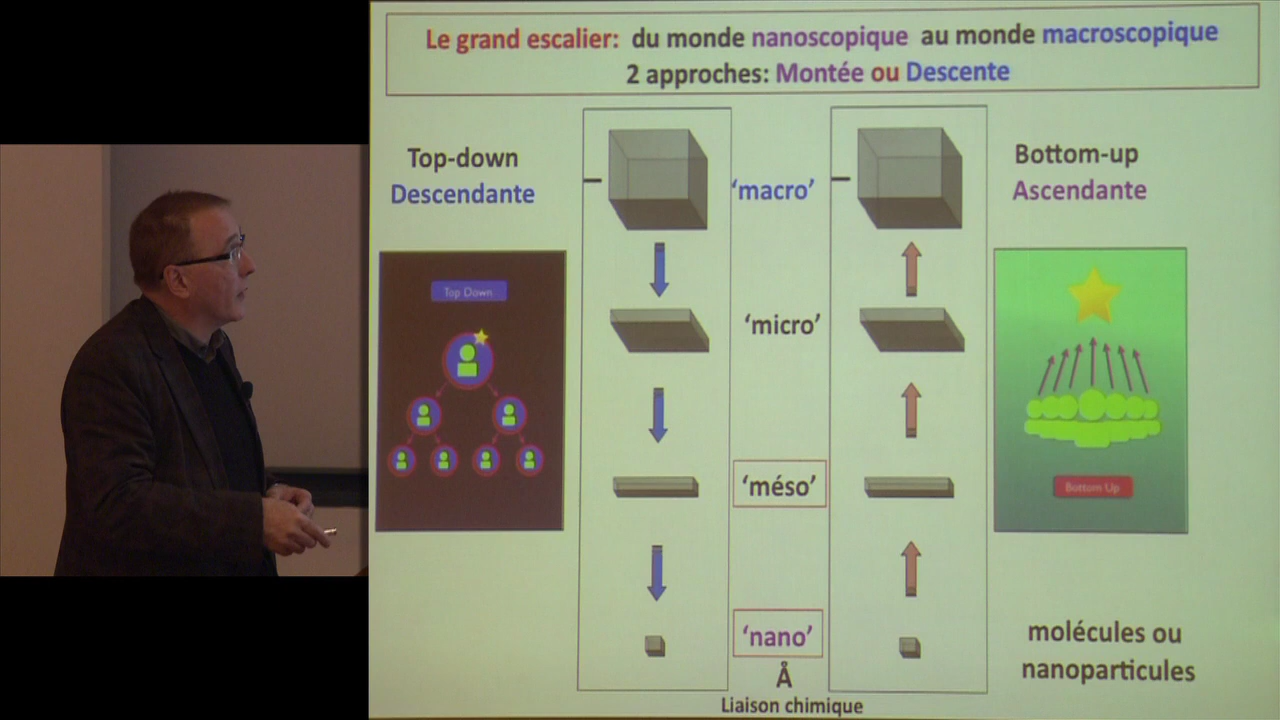 Le grand escalier: du monde nanoscopique au monde macroscopique
2 approches: Montée ou Descente
Top-down
Descendante
Top Down
'macro'
'micro'
'méso'
'nano'
Å
Liaison chimique
Bottom-up
Ascendante
Bottom Up
molécules ou
nanoparticules